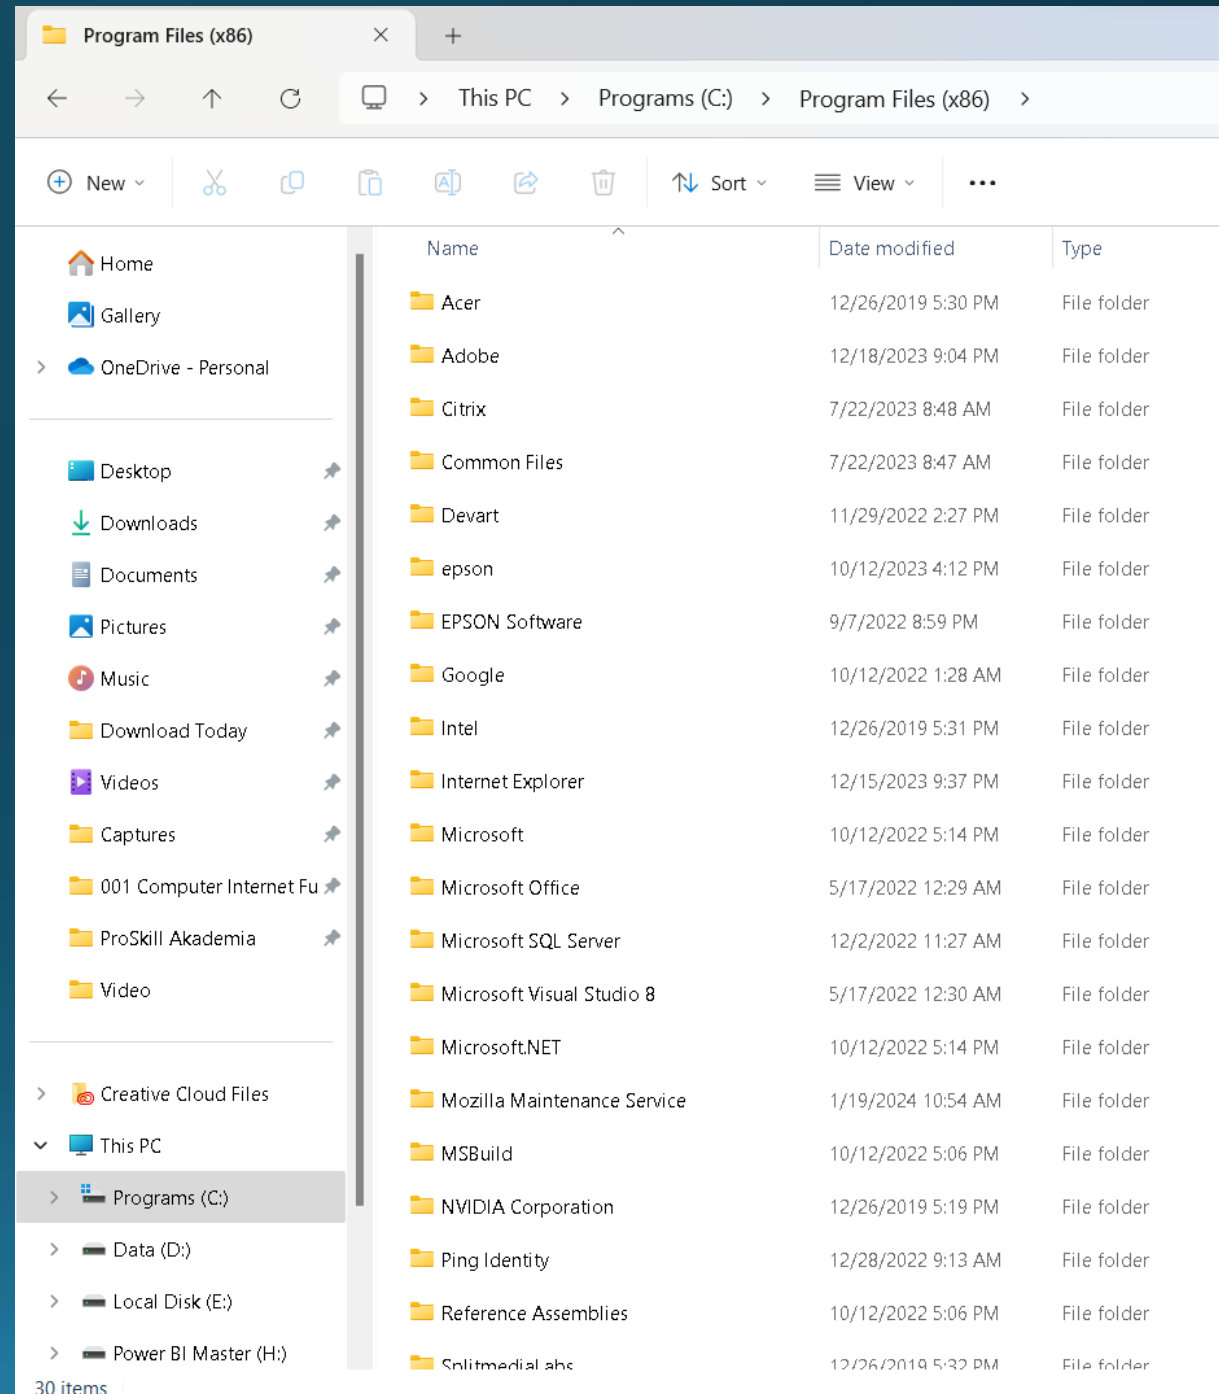 Program Files (x86)
This PC > Programs (C:) > Program Files (x86) >
New Sort View
Home
Gallery
OneDrive - Personal
Desktop
Downloads
Documents
Pictures
Music
Download Today
Videos
Captures
001 Computer Internet Fu
ProSkill Akademia
Video
Creative Cloud Files
This PC
Programs (C:)
Data (D:)
Local Disk (E:)
Power BI Master (H:)
Name Date modified Type
Acer 12/26/2019 5:30 PM File folder
Adobe 12/18/2023 9:04 PM File folder
Citrix 7/22/2023 8:48 AM File folder
Common Files 7/22/2023 8:47 AM File folder
Devart 11/29/2022 2:27 PM File folder
epson 10/12/2023 4:12 PM File folder
EPSON Software 9/7/2022 8:59 PM File folder
Google 10/12/2022 1:28 AM File folder
Intel 12/26/2019 5:31 PM File folder
Internet Explorer 12/15/2023 9:37 PM File folder
Microsoft 10/12/2022 5:14 PM File folder
Microsoft Office 5/17/2022 12:29 AM File folder
Microsoft SQL Server 12/2/2022 11:27 AM File folder
Microsoft Visual Studio 8 5/17/2022 12:30 AM File folder
Microsoft.NET 10/12/2022 5:14 PM File folder
Mozilla Maintenance Service 1/19/2024 10:54 AM File folder
MSBuild 10/12/2022 5:06 PM File folder
NVIDIA Corporation 12/26/2019 5:19 PM File folder
Ping Identity 12/28/2022 9:13 AM File folder
Reference Assemblies 10/12/2022 5:06 PM File folder
SplitmediaLabs 12/26/2019 5:32 PM File folder
30 items